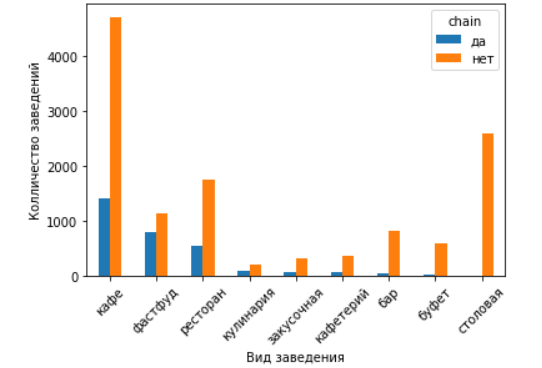 chain
да
нет
Колличество заведений
4000
3000
2000
1000
0
кафе
фастфуд
ресторан
кулинария
закусочная
кафетерий
бар
буфет
столовая
Вид заведения